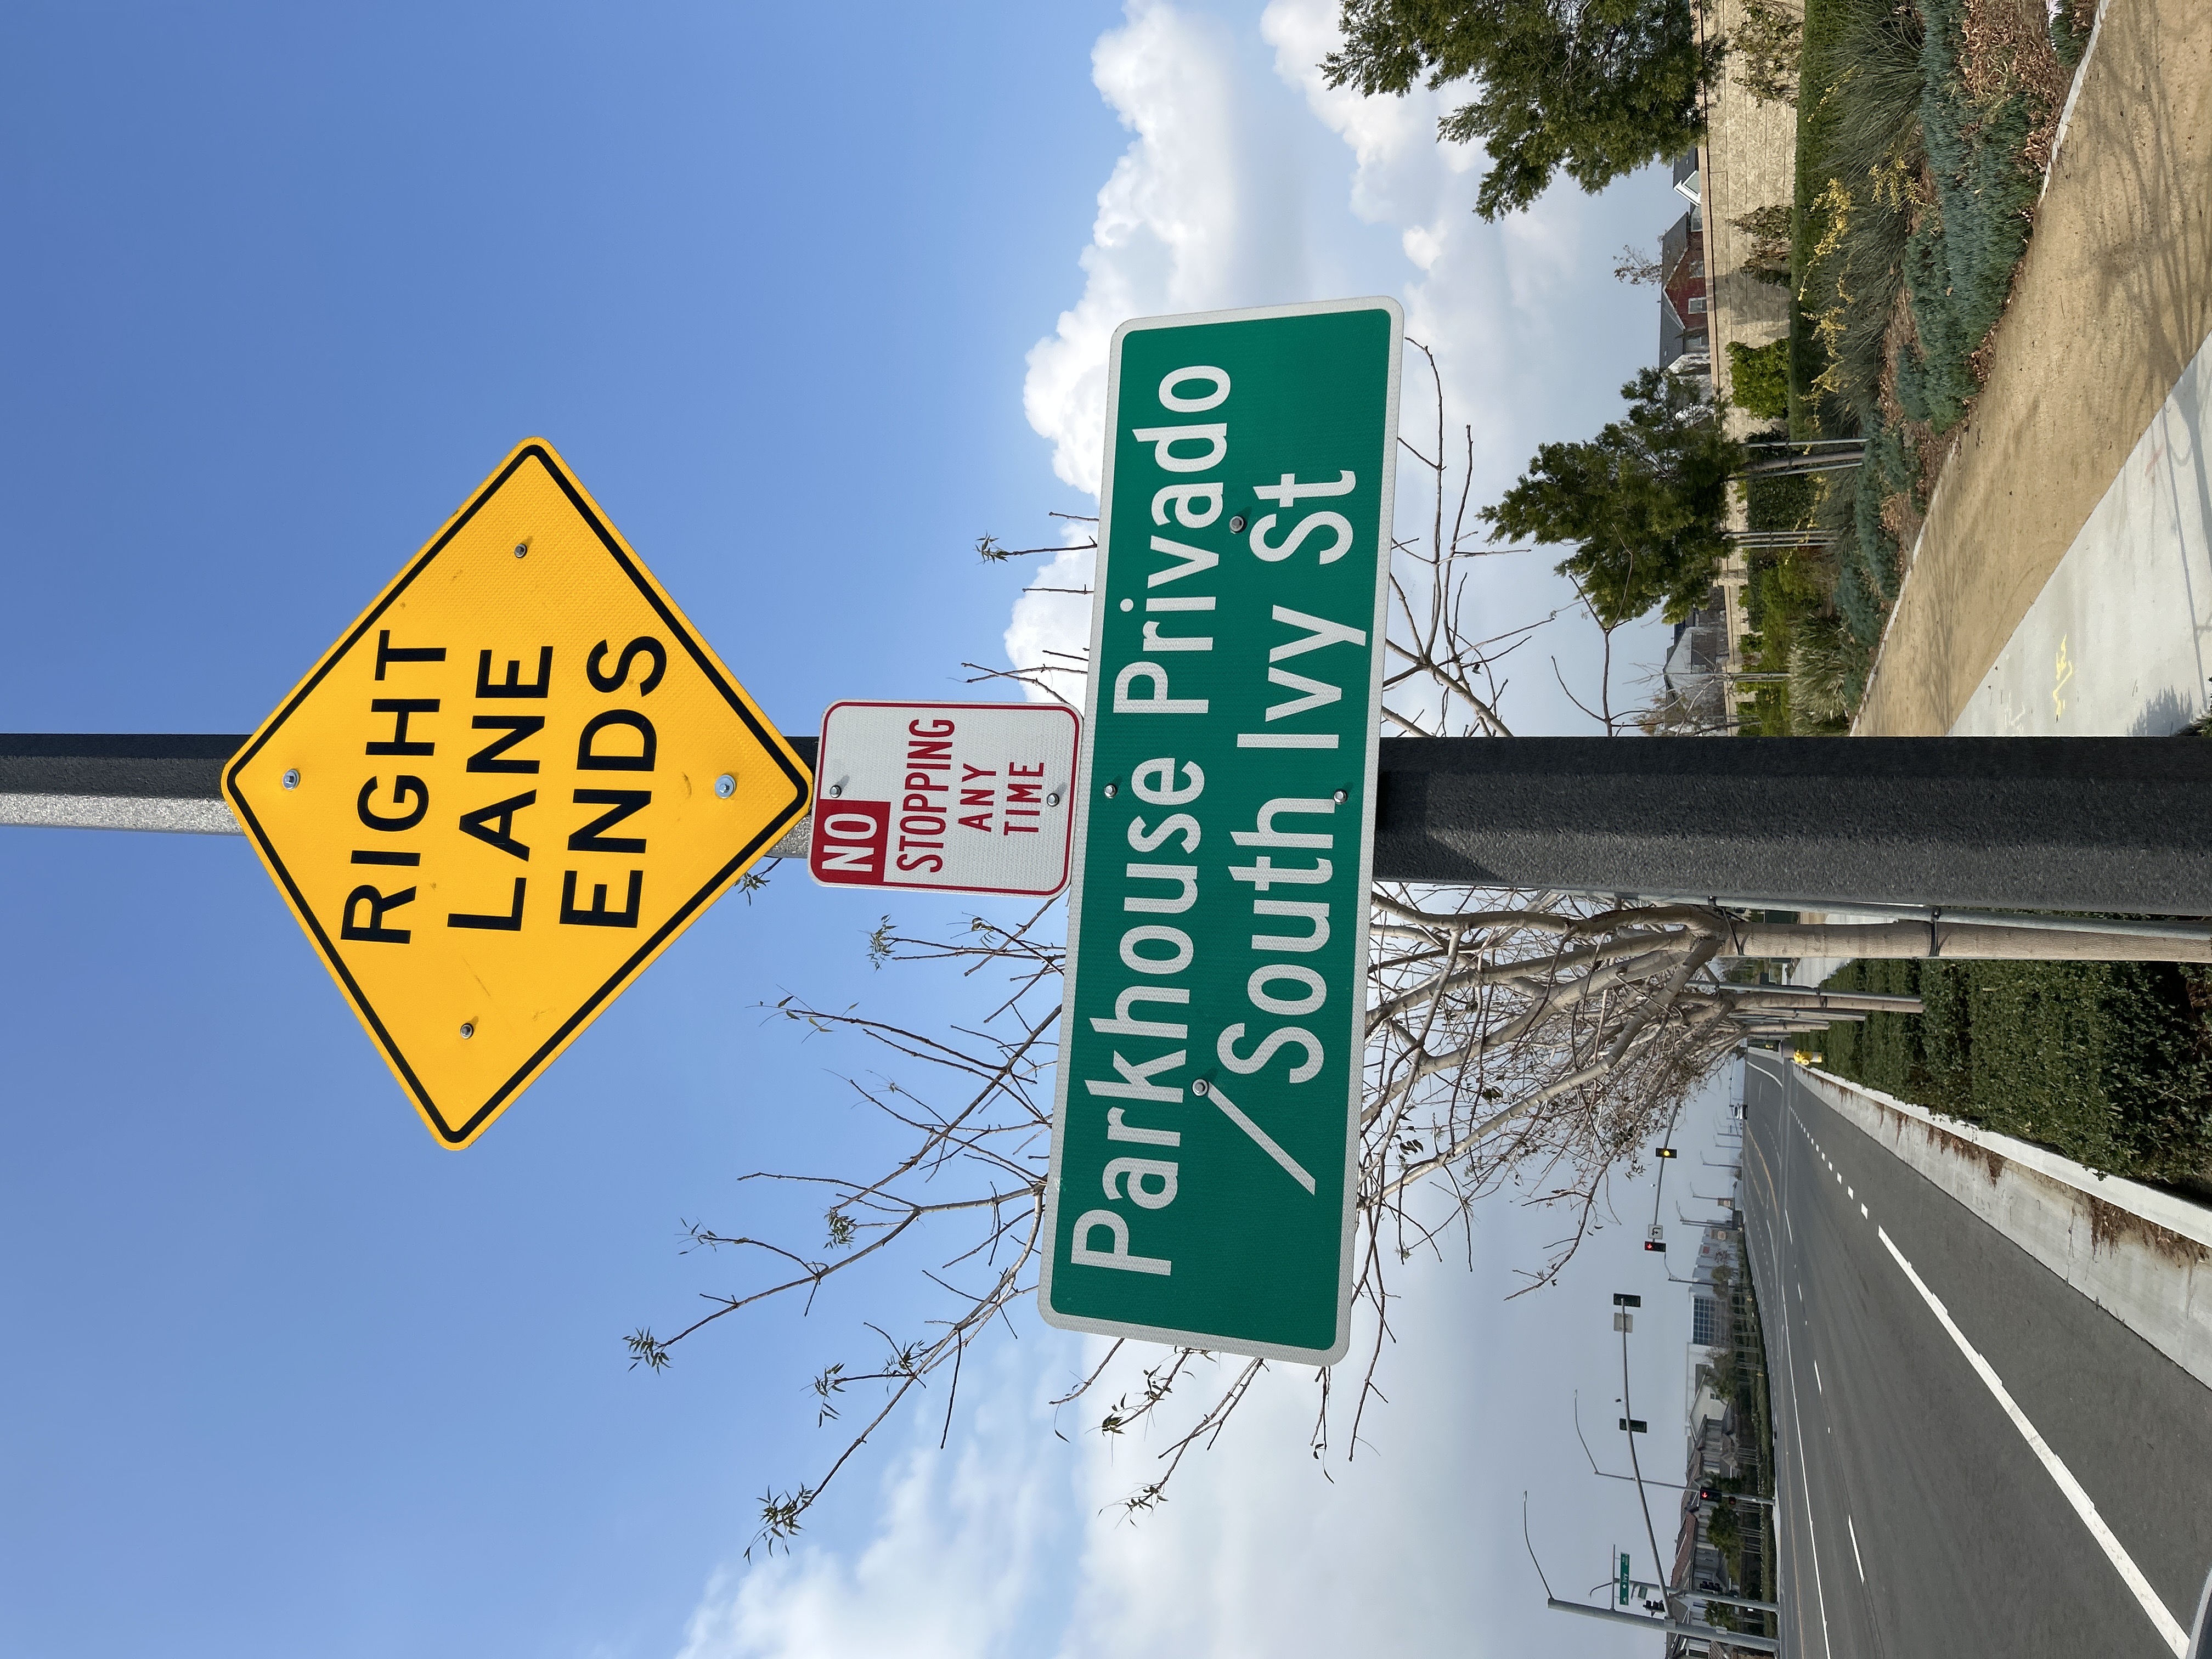 RIGHT
LANE
ENDS
NO
STOPPING
ANY
TIME
Parkhouse Privado
/ South Ivy St